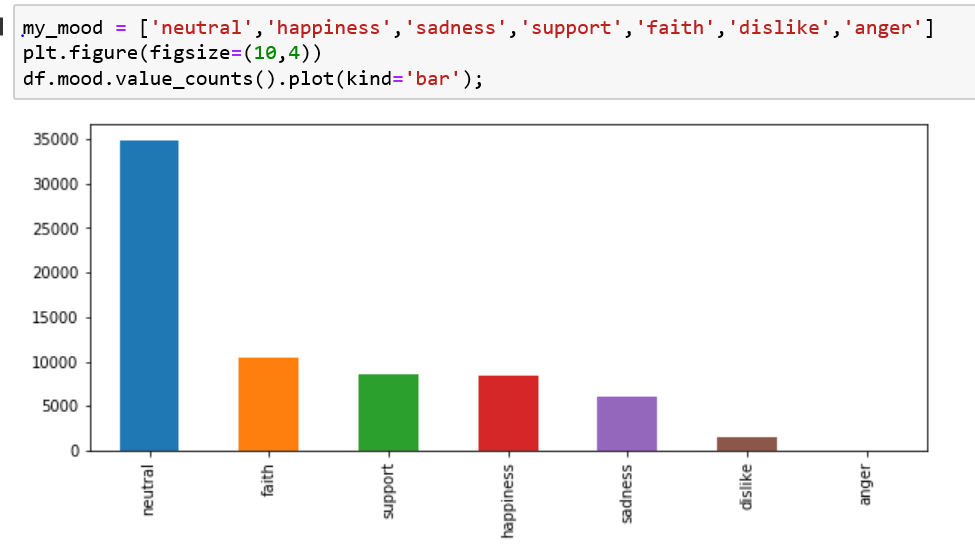 my_mood = ['neutral','happiness','sadness','support','faith','dislike','anger']
plt.figure(figsize=(10,4))
df.mood.value_counts().plot(kind='bar');
35000
30000
25000
20000
15000
10000
5000
0
neutral
faith
support
happiness
sadness
dislike
anger